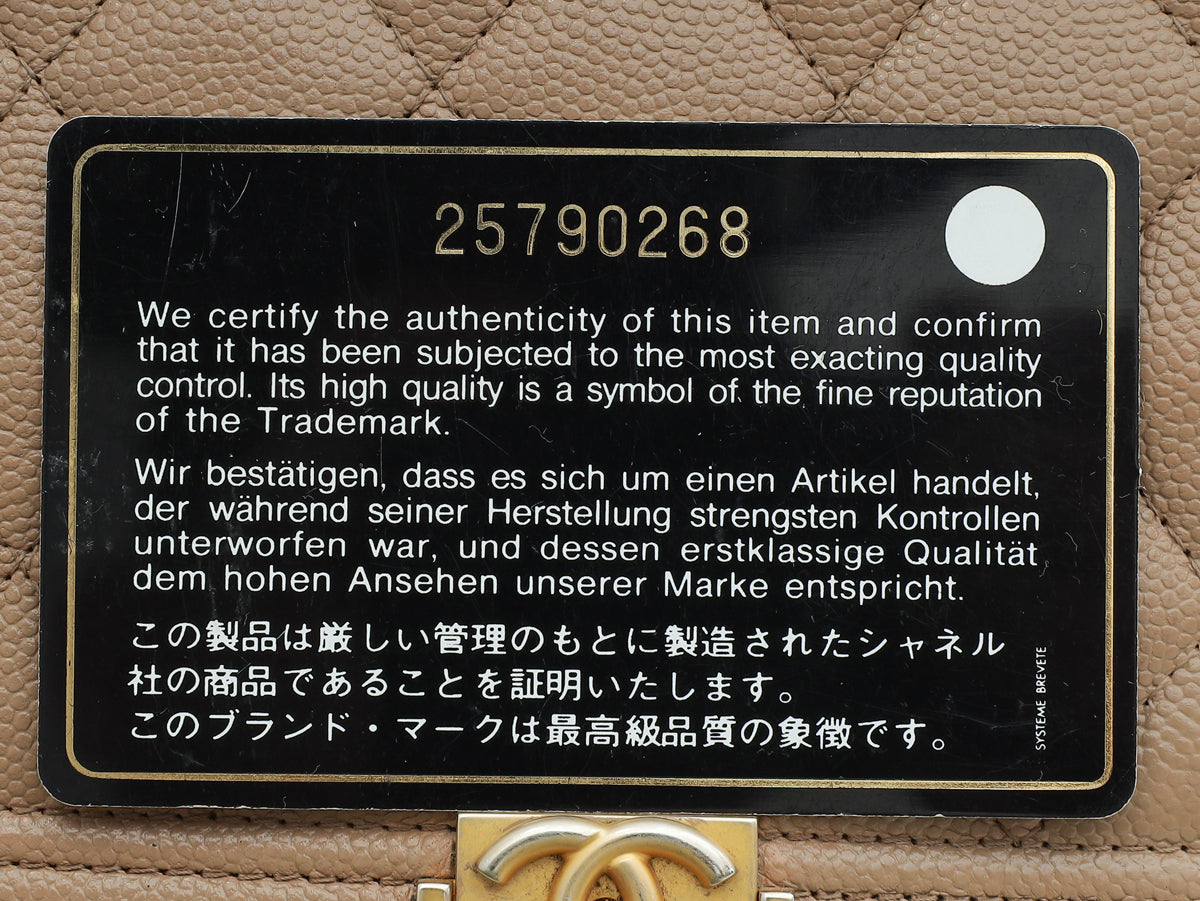 25790268
We certify the authenticity of this item and confirm
that it has been subjected to the most exacting quality
control. Its high quality is a symbol of the fine reputation
of the Trademark.
Wir bestätigen, dass es sich um einen Artikel handelt,
der während seiner Herstellung strengsten Kontrollen
unterworfen war, und dessen erstklassige Qualität
dem hohen Ansehen unserer Marke entspricht.
この製品は厳しい管理のもとに製造されたシャネル
社の商品であることを証明いたします。
このブランド・マークは最高級品質の象徴です。
SYSTEME BREVETE